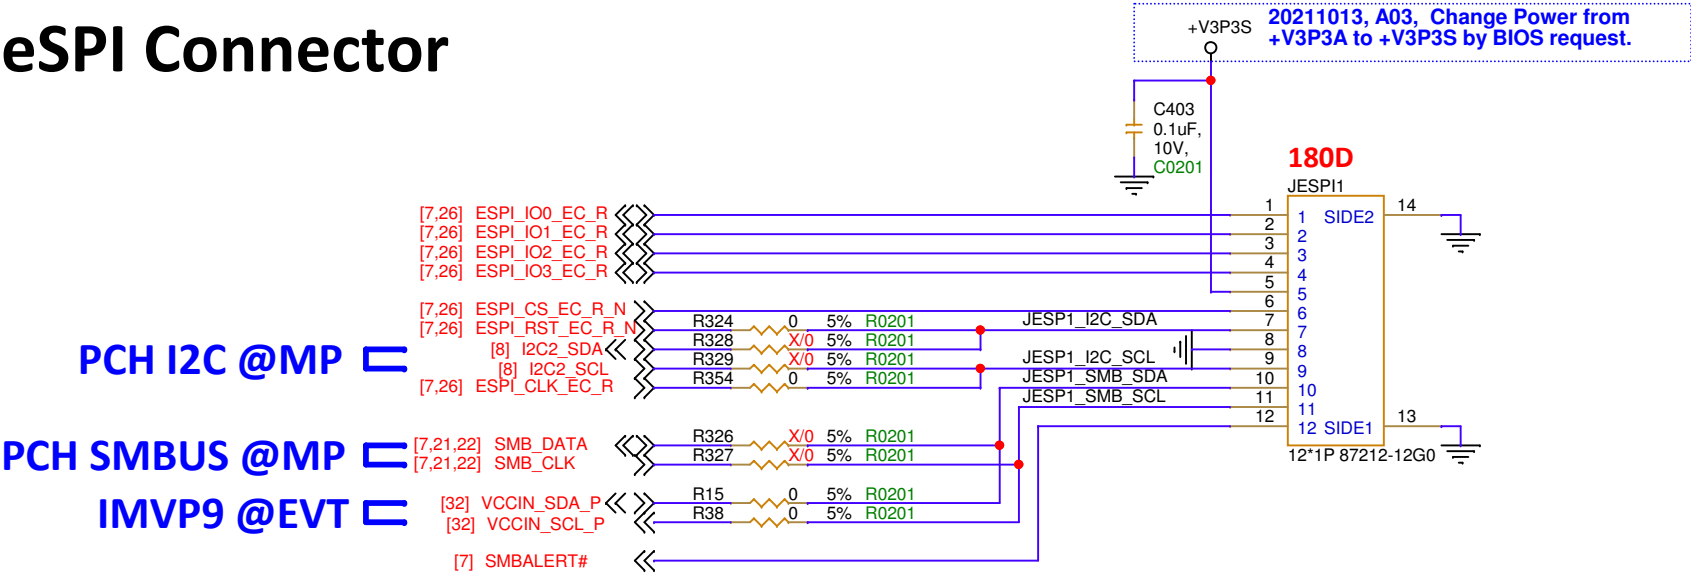 eSPI Connector
+V3P3S
20211013, A03, Change Power from
+V3P3A to +V3P3S by BIOS request.
C403
0.1uF,
10V,
C0201
180D
JESPI1
[7,26] ESPI_IO0_EC_R
[7,26] ESPI_IO1_EC_R
[7,26] ESPI_IO2_EC_R
[7,26] ESPI_IO3_EC_R
[7,26] ESPI_CS_EC_R_N
[7,26] ESPI_RST_EC_R_N
[8] I2C2_SDA
[8] I2C2_SCL
[7,26] ESPI_CLK_EC_R
PCH I2C @MP
R324 0 5% R0201
R328 X/0 5% R0201
R329 X/0 5% R0201
R354 0 5% R0201
JESP1_I2C_SDA
JESP1_I2C_SCL
JESP1_SMB_SDA
JESP1_SMB_SCL
1 1 SIDE2 14
2 2
3 3
4 4
5 5
6 6
7 7
8 8
9 9
10 10
11 11
12 12 SIDE1 13
12*1P 87212-12G0
PCH SMBUS @MP
[7,21,22] SMB_DATA
[7,21,22] SMB_CLK
R326 X/0 5% R0201
R327 X/0 5% R0201
IMVP9 @EVT
[32] VCCIN_SDA_P
[32] VCCIN_SCL_P
R15 0 5% R0201
R38 0 5% R0201
[7] SMBALERT#